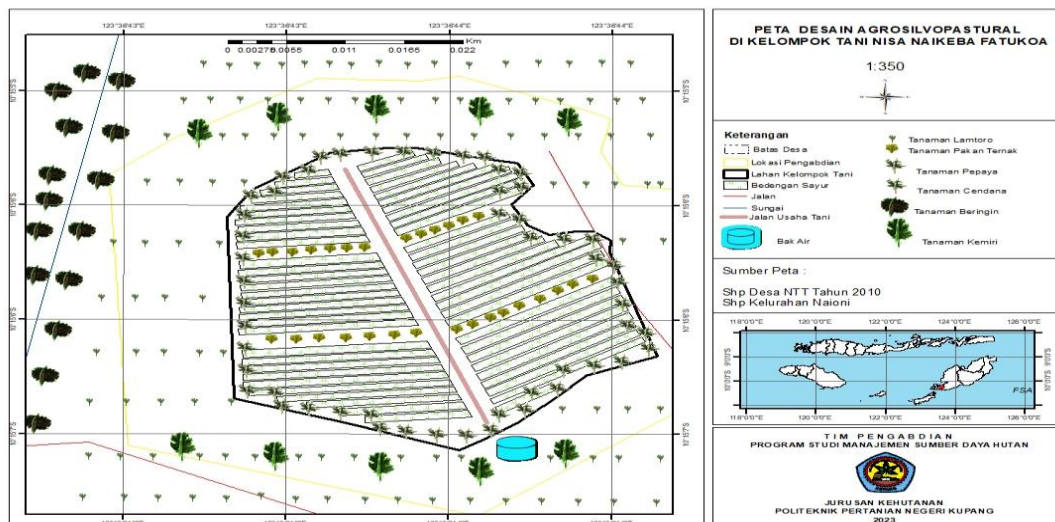 123°36'43"E
123°36'43"E
123°36'44"E
123°36'44"E
Km
0 0.00275 0.0055 0.011 0.0165 0.022
PETA DESAIN AGROSILVOPASTURAL
DI KELOMPOK TANI NISA NAIKEBA FATUKOA
1:350
Keterangan
Batas Desa
Lokasi Pengabdian
Lahan Kelompok Tani
Bedengan Sayur
Jalan
Sungai
Jalan Usaha Tani
Bak Air
Tanaman Lamtoro
Tanaman Pakan Ternak
Tanaman Pepaya
Tanaman Cendana
Tanaman Beringin
Tanaman Kemiri
Sumber Peta :
Shp Desa NTT Tahun 2010
Shp Kelurahan Naioni
118°0'0"E 120°0'0"E 122°0'0"E 124°0'0"E 126°0'0"E
FSA
118°0'0"E 120°0'0"E 122°0'0"E 124°0'0"E 126°0'0"E
TIM PENGABDIAN
PROGRAM STUDI MANAJEMEN SUMBER DAYA HUTAN
JURUSAN KEHUTANAN
POLITEKNIK PERTANIAN NEGERI KUPANG
2023